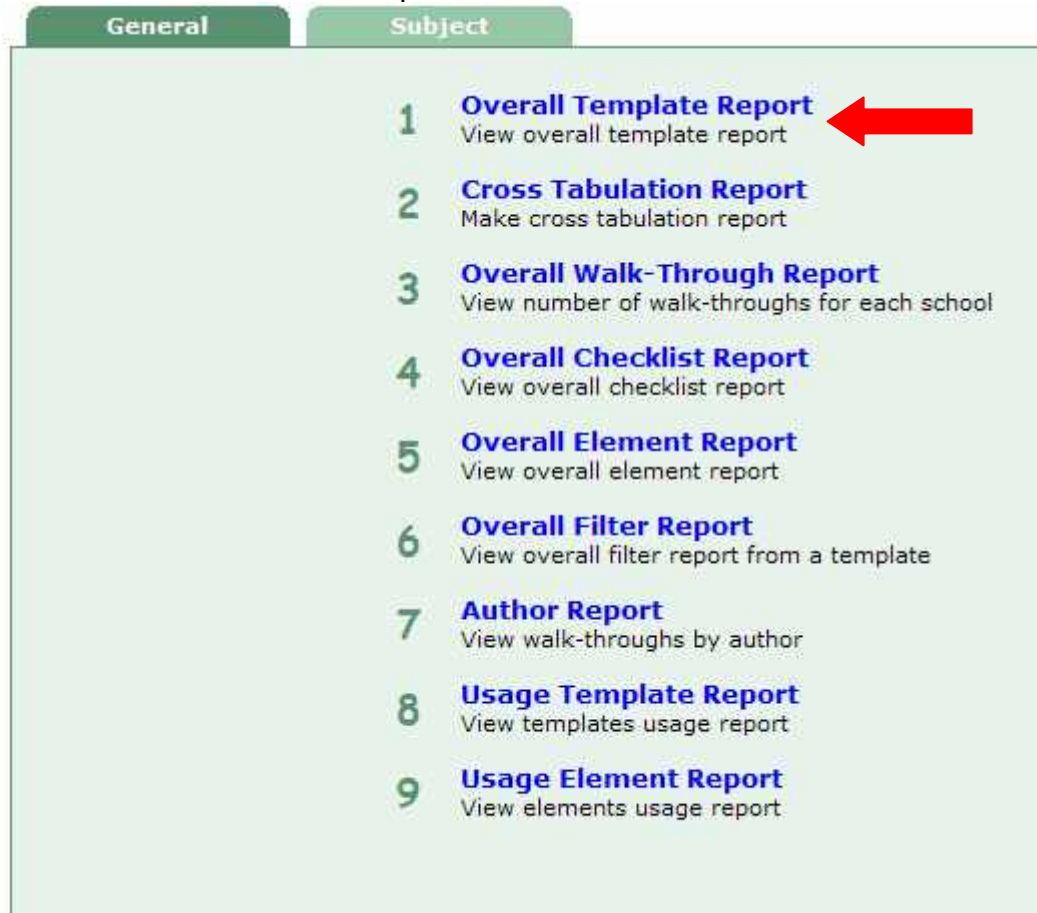 General
Subject
1
Overall Template Report
View overall template report
2
Cross Tabulation Report
Make cross tabulation report
3
Overall Walk-Through Report
View number of walk-throughs for each school
4
Overall Checklist Report
View overall checklist report
5
Overall Element Report
View overall element report
6
Overall Filter Report
View overall filter report from a template
7
Author Report
View walk-throughs by author
8
Usage Template Report
View templates usage report
9
Usage Element Report
View elements usage report